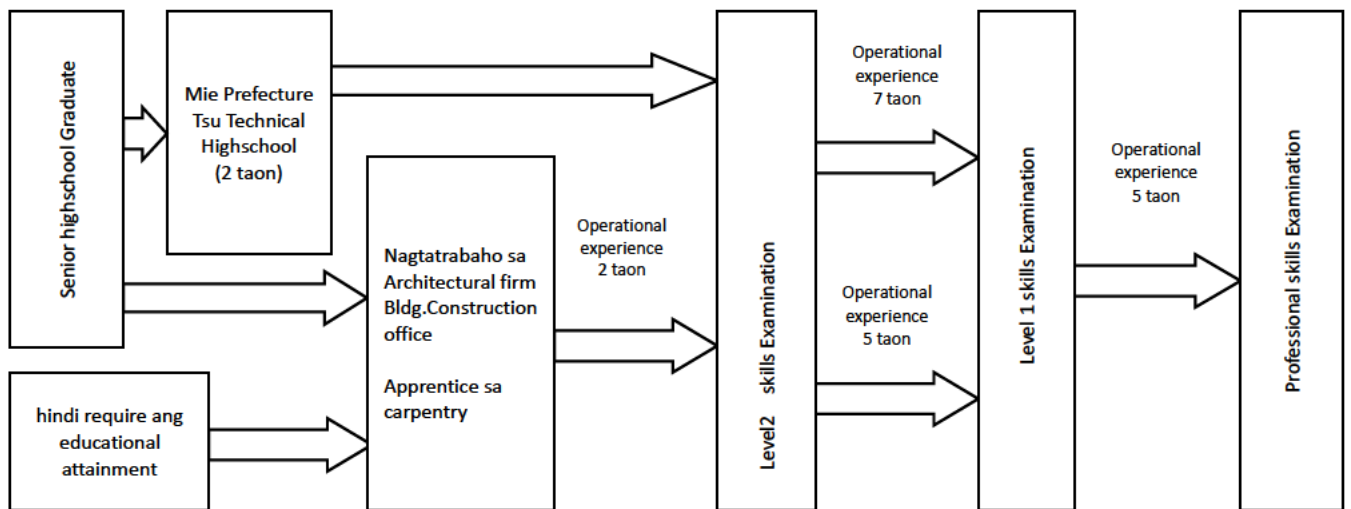 Senior highschool Graduate
Mie Prefecture
Tsu Technical
Highschool
(2 taon)
hindi require ang
educational
attainment
Nagtatrabaho sa
Architectural firm
Bldg.Construction
office
Apprentice sa
carpentry
Operational
experience
2 taon
Level2 skills Examination
Operational
experience
7 taon
Operational
experience
5 taon
Level 1 skills Examination
Operational
experience
5 taon
Professional skills Examination